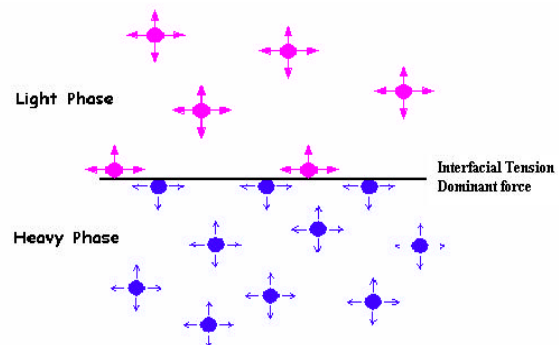 Light Phase
Interfacial Tension
Dominant force
Heavy Phase